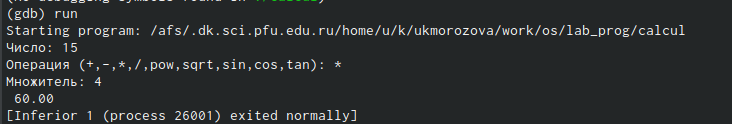 (gdb) run
Starting program: /afs/.dk.sci.pfu.edu.ru/home/u/k/ukmorozova/work/os/lab_prog/calcul
Число: 15
Операция (+,-,*,/,pow,sqrt,sin,cos,tan): *
Множитель: 4
60.00
[Inferior 1 (process 26001) exited normally]